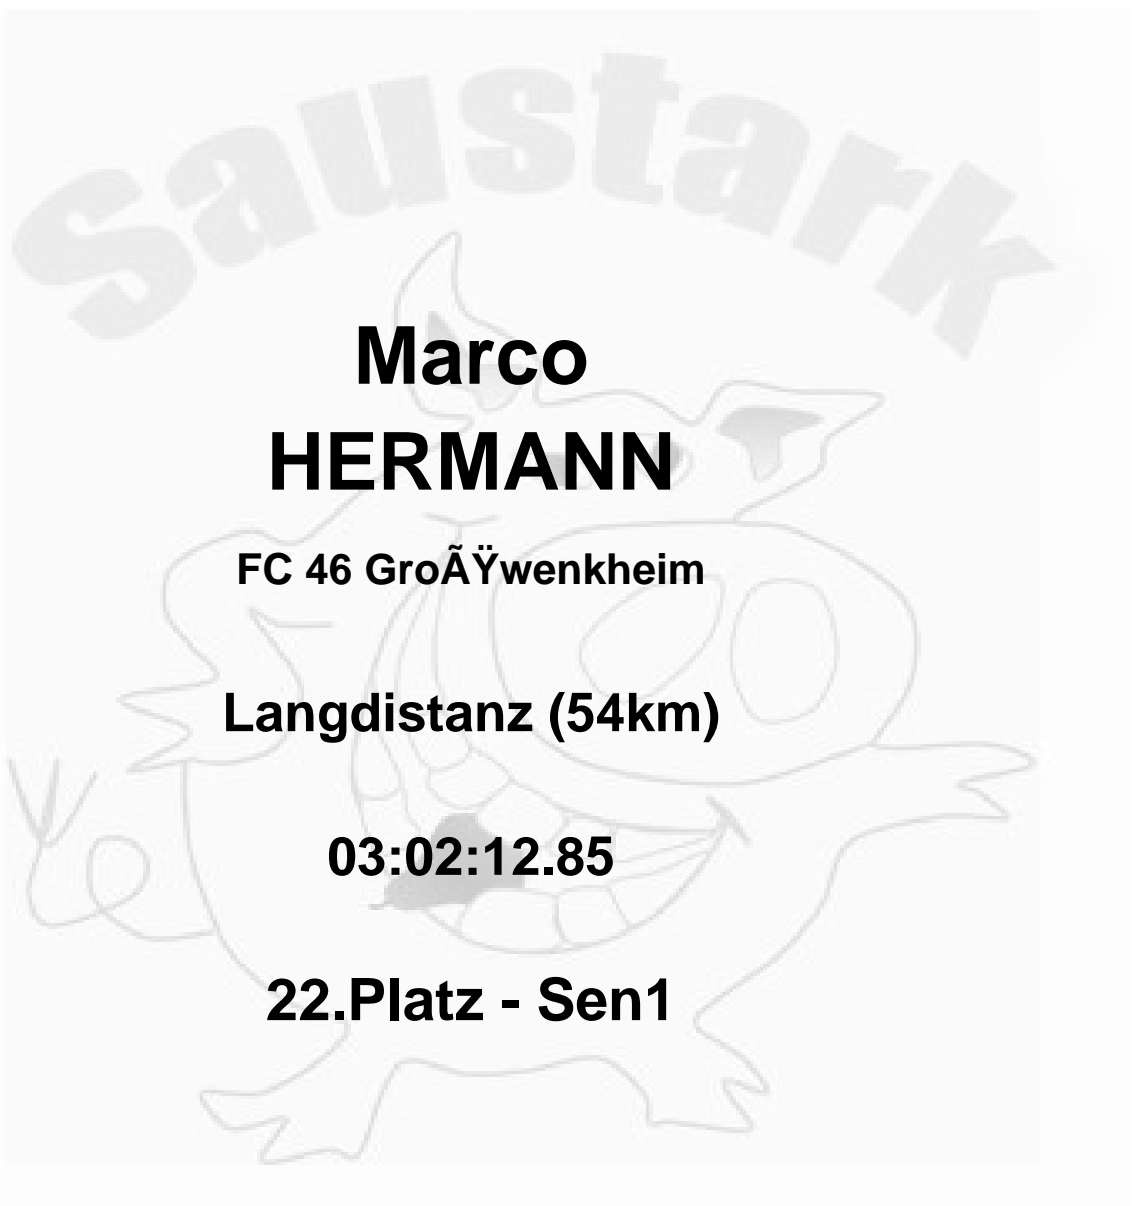 Saustark
Marco
HERMANN
FC 46 GroÃŸwenkheim
Langdistanz (54km)
03:02:12.85
22.Platz - Sen1